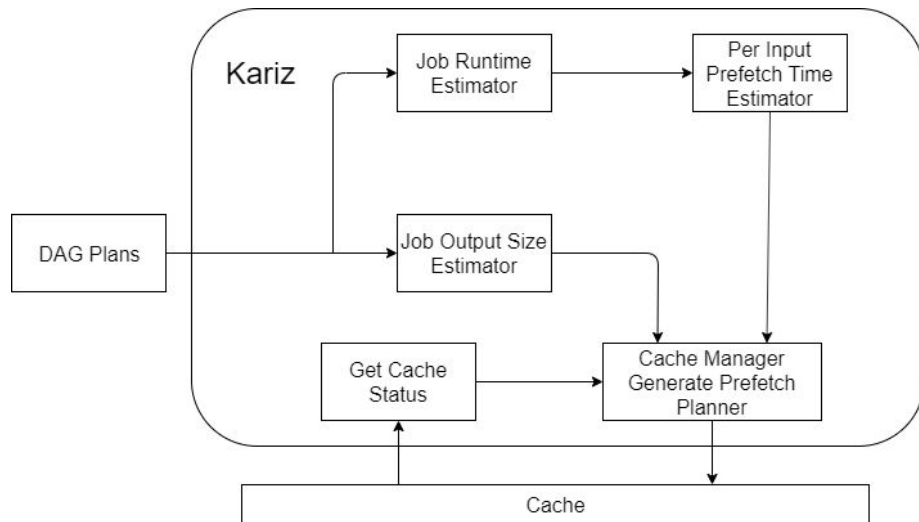 Kariz
Job Runtime
Estimator
Per Input
Prefetch Time
Estimator
DAG Plans
Job Output Size
Estimator
Get Cache
Status
Cache Manager
Generate Prefetch
Planner
Cache